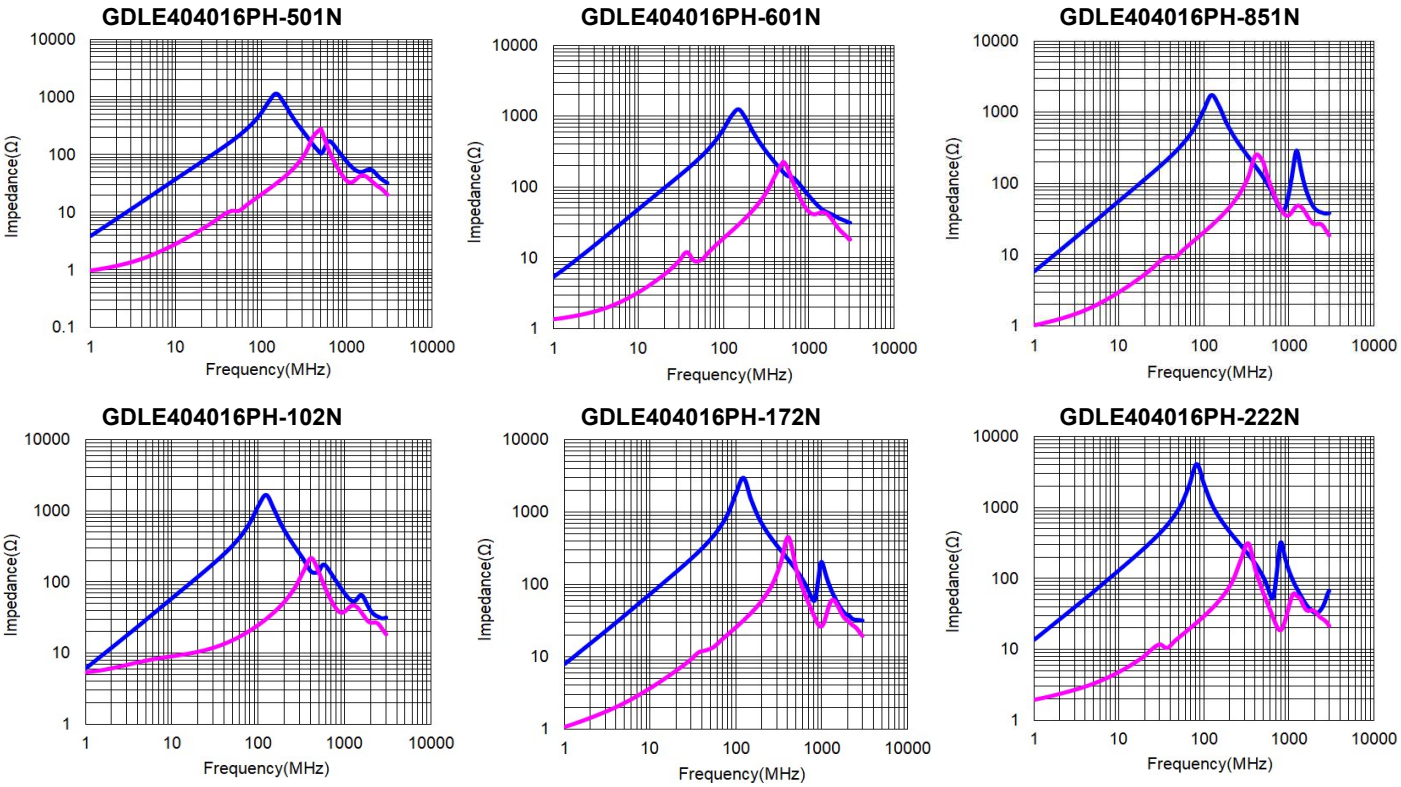 GDLE404016PH-501N
10000
1000
100
10
1
0.1
Impedance(Ω)
1 10 100 1000 10000
Frequency(MHz)
GDLE404016PH-601N
10000
1000
100
10
1
Impedance(Ω)
1 10 100 1000 10000
Frequency(MHz)
GDLE404016PH-851N
10000
1000
100
10
1
Impedance(Ω)
1 10 100 1000 10000
Frequency(MHz)
GDLE404016PH-102N
10000
1000
100
10
1
Impedance(Ω)
1 10 100 1000 10000
Frequency(MHz)
GDLE404016PH-172N
10000
1000
100
10
1
Impedance(Ω)
1 10 100 1000 10000
Frequency(MHz)
GDLE404016PH-222N
10000
1000
100
10
1
Impedance(Ω)
1 10 100 1000 10000
Frequency(MHz)